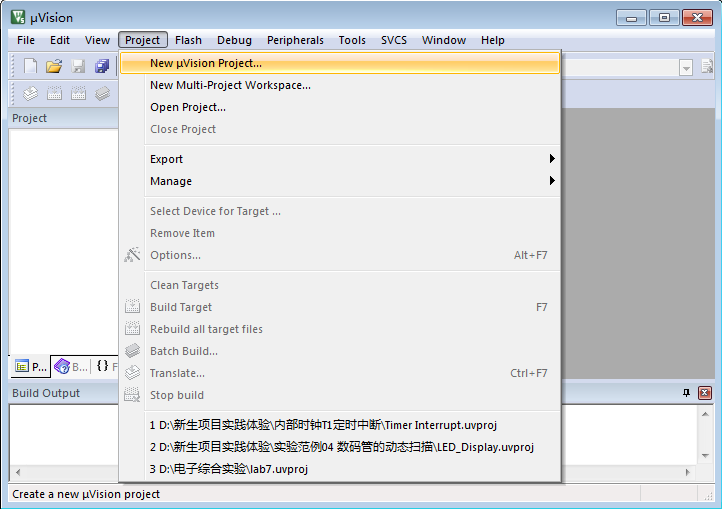 µVision
File Edit View Project Flash Debug Peripherals Tools SVCS Window Help
New µVision Project...
New Multi-Project Workspace...
Open Project...
Close Project
Project
Export
Manage
Select Device for Target ...
Remove Item
Options... Alt+F7
Clean Targets
Build Target F7
Rebuild all target files
Batch Build...
Translate... Ctrl+F7
Stop build
P... B... {} F
Build Output
1 D:\新生项目实践体验\内部时钟T1定时中断\Timer Interrupt.uvproj
2 D:\新生项目实践体验\实验范例04 数码管的动态扫描\LED_Display.uvproj
3 D:\电子综合实验\lab7.uvproj
Create a new µVision project